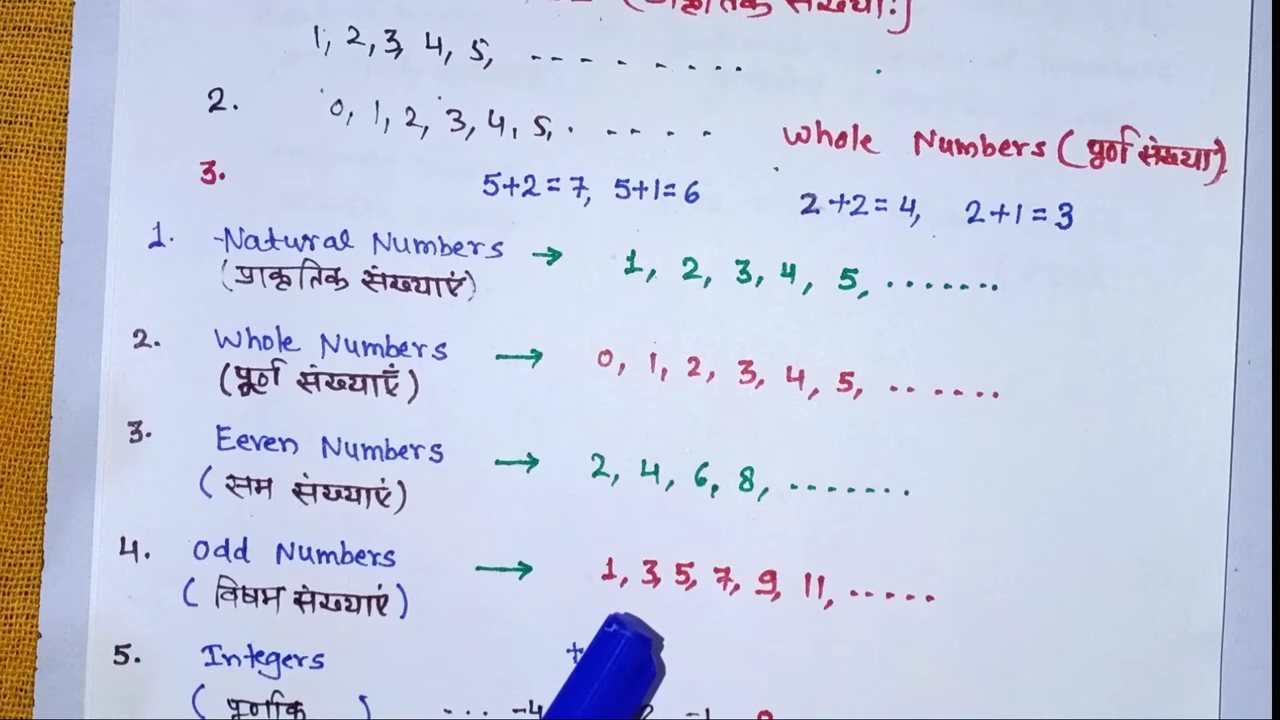 संख्या:]
1, 2, 3, 4, 5, - - - - - - - - -
2. 0, 1, 2, 3, 4, 5, . - - - - Whole Numbers (पूर्ण संख्या)
3. 5+2=7, 5+1=6 2+2=4, 2+1=3
1. Natural Numbers → 1, 2, 3, 4, 5, .......
(प्राकृतिक संख्याएं)
2. Whole Numbers → 0, 1, 2, 3, 4, 5, .......
(पूर्ण संख्याएँ)
3. Eeven Numbers → 2, 4, 6, 8, .......
(सम संख्याएं)
4. Odd Numbers → 1, 3, 5, 7, 9, 11, .....
(विषम संख्याएं)
5. Integers +
... -4 -1